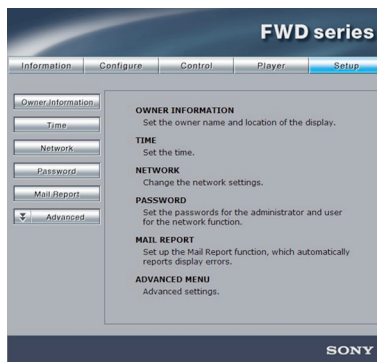 FWD series
Information Configure Control Player Setup
Owner Information
Time
Network
Password
Mail Report
Advanced
OWNER INFORMATION
Set the owner name and location of the display.
TIME
Set the time.
NETWORK
Change the network settings.
PASSWORD
Set the passwords for the administrator and user
for the network function.
MAIL REPORT
Set up the Mail Report function, which automatically
reports display errors.
ADVANCED MENU
Advanced settings.
SONY